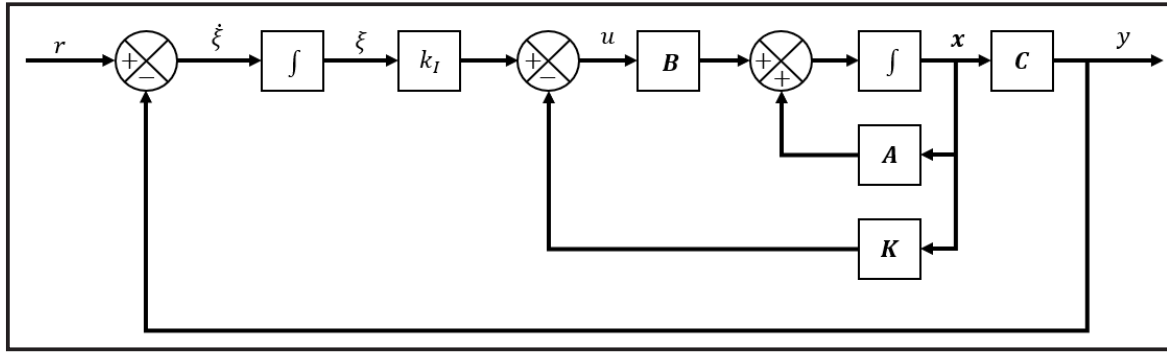 r + − ξ̇ ∫ ξ k_I + − u B + + ∫ x C y
A
K